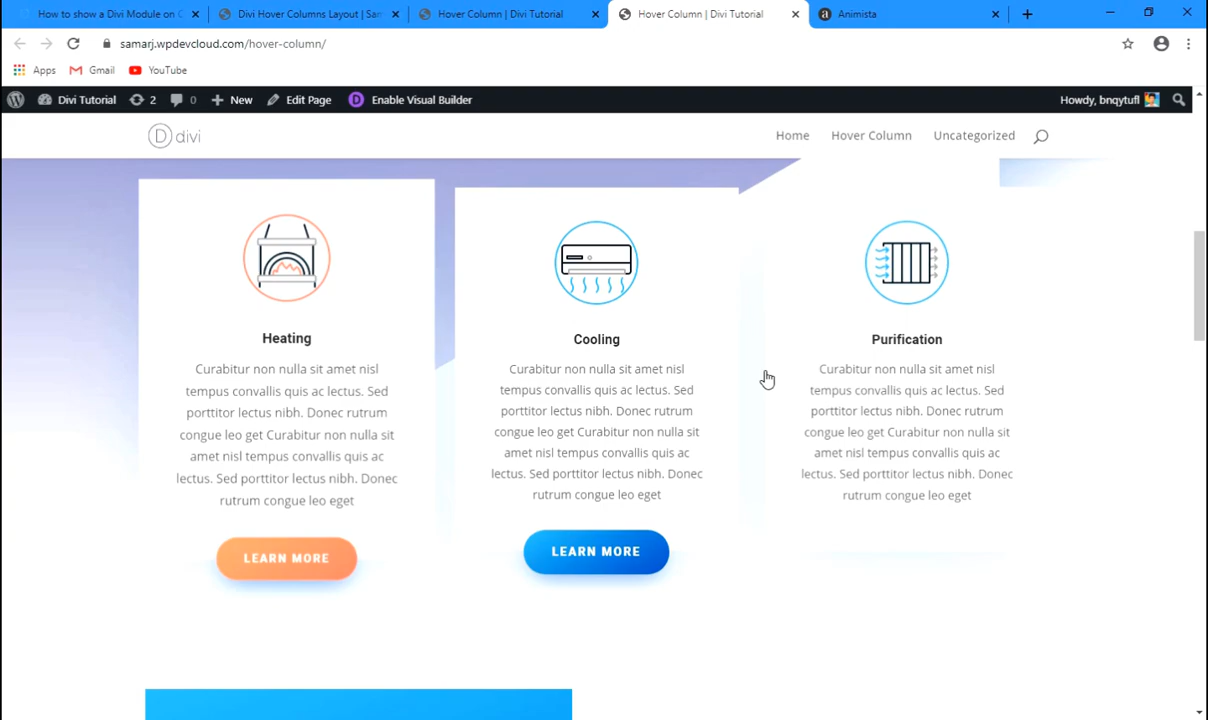 How to show a Divi Module on C
Divi Hover Columns Layout | Sam
Hover Column | Divi Tutorial
Hover Column | Divi Tutorial
Animista
samarj.wpdevcloud.com/hover-column/
Apps
Gmail
YouTube
Divi Tutorial
2
0
New
Edit Page
Enable Visual Builder
Howdy, bnqytufl
D divi
Home
Hover Column
Uncategorized
Heating
Curabitur non nulla sit amet nisl
tempus convallis quis ac lectus. Sed
porttitor lectus nibh. Donec rutrum
congue leo get Curabitur non nulla sit
amet nisl tempus convallis quis ac
lectus. Sed porttitor lectus nibh. Donec
rutrum congue leo eget
LEARN MORE
Cooling
Curabitur non nulla sit amet nisl
tempus convallis quis ac lectus. Sed
porttitor lectus nibh. Donec rutrum
congue leo get Curabitur non nulla sit
amet nisl tempus convallis quis ac
lectus. Sed porttitor lectus nibh. Donec
rutrum congue leo eget
LEARN MORE
Purification
Curabitur non nulla sit amet nisl
tempus convallis quis ac lectus. Sed
porttitor lectus nibh. Donec rutrum
congue leo get Curabitur non nulla sit
amet nisl tempus convallis quis ac
lectus. Sed porttitor lectus nibh. Donec
rutrum congue leo eget